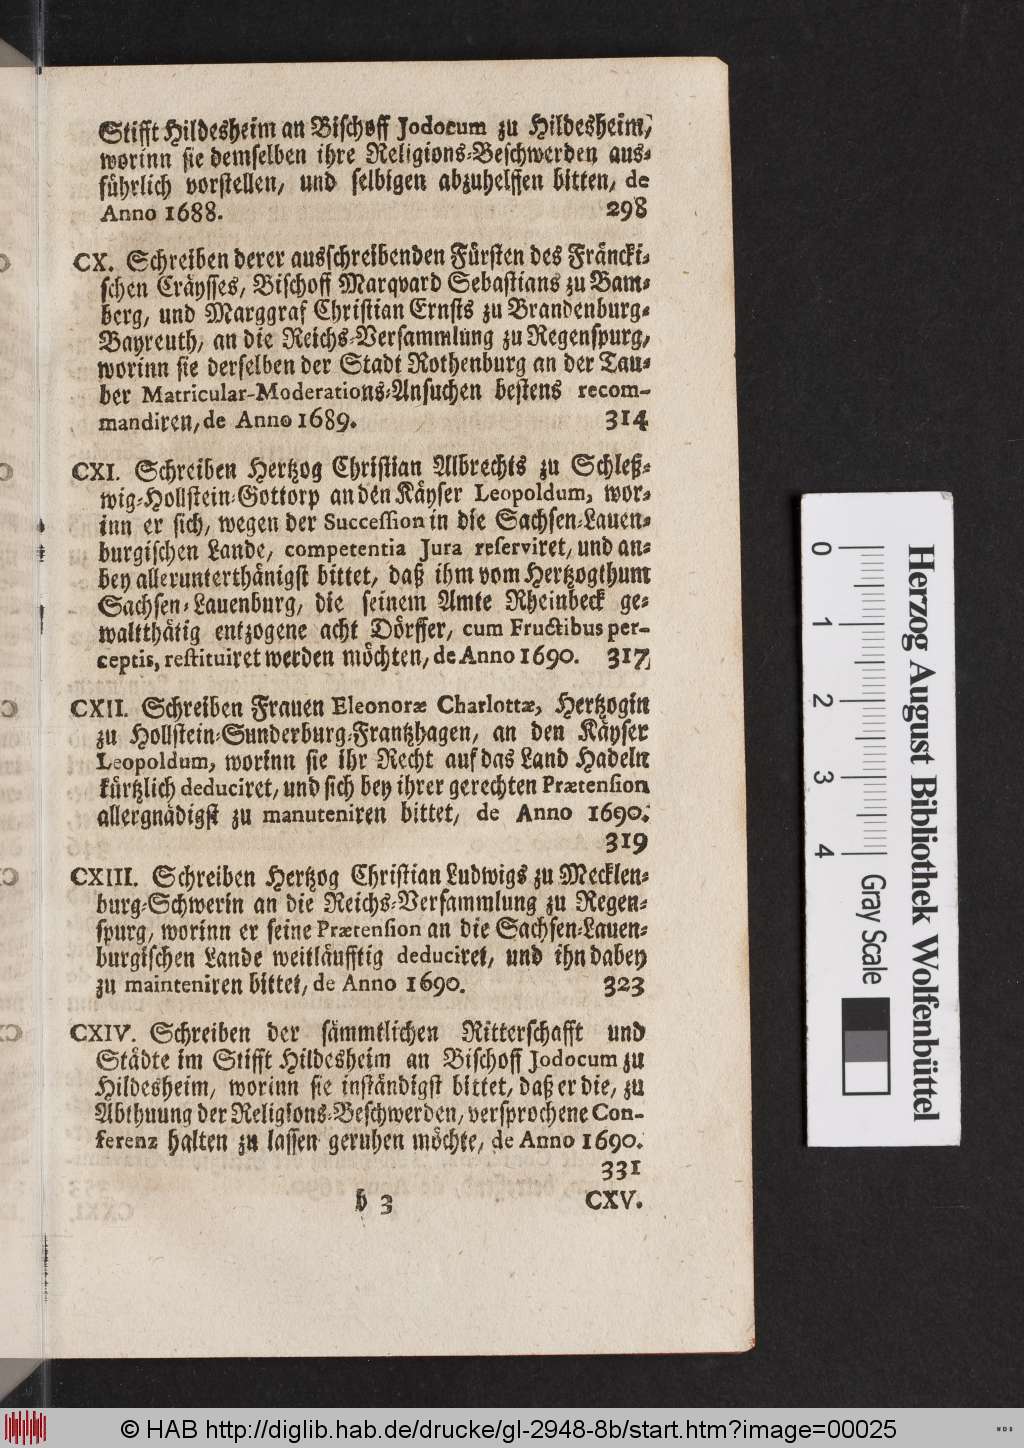 Stifft Hildesheim an Bischoff Jodocum zu Hildesheim,
worinn sie demselben ihre Religions-Beschwerden aus-
führlich vorstellen, und selbigen abzuhelffen bitten, de
Anno 1688. 298
CX. Schreiben derer ausschreibenden Fürsten des Fräncki-
schen Cräysses, Bischoff Marqvard Sebastians zu Bam-
berg, und Marggraf Christian Ernsts zu Brandenburg-
Bayreuth, an die Reichs-Versammlung zu Regenspurg,
worinn sie derselben der Stadt Rothenburg an der Tau-
ber Matricular-Moderations-Ansuchen bestens recom-
mandiren, de Anno 1689. 314
CXI. Schreiben Hertzog Christian Albrechts zu Schleß-
wig-Hollstein-Gottorp an den Käyser Leopoldum, wor-
inn er sich, wegen der Succession in die Sachsen-Lauen-
burgischen Lande, competentia Jura reserviret, und an-
bey allerunterthänigst bittet, daß ihm vom Hertzogthum
Sachsen-Lauenburg, die seinem Amte Rheinbeck ge-
waltthätig entzogene acht Dörffer, cum Fructibus per-
ceptis, restituiret werden möchten, de Anno 1690. 317
CXII. Schreiben Frauen Eleonoræ Charlottæ, Hertzogin
zu Hollstein-Sunderburg-Frantzhagen, an den Käyser
Leopoldum, worinn sie ihr Recht auf das Land Hadeln
kürtzlich deduciret, und sich bey ihrer gerechten Prætension
allergnädigst zu manuteniren bittet, de Anno 1690.
319
CXIII. Schreiben Hertzog Christian Ludwigs zu Mecklen-
burg-Schwerin an die Reichs-Versammlung zu Regen-
spurg, worinn er seine Prætension an die Sachsen-Lauen-
burgischen Lande weitläufftig deduciret, und ihn dabey
zu mainteniren bittet, de Anno 1690. 323
CXIV. Schreiben der sämmtlichen Ritterschafft und
Städte im Stifft Hildesheim an Bischoff Jodocum zu
Hildesheim, worinn sie inständigst bittet, daß er die, zu
Abthuung der Religions-Beschwerden, versprochene Con-
ferenz halten zu lassen geruhen möchte, de Anno 1690.
331
b 3 CXV.
Herzog August Bibliothek Wolfenbüttel
0 1 2 3 4 Gray Scale
© HAB http://diglib.hab.de/drucke/gl-2948-8b/start.htm?image=00025